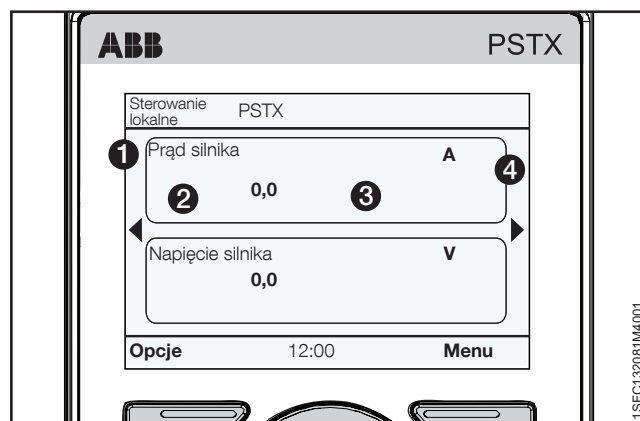 ABB PSTX
Sterowanie
lokalne PSTX
1 Prąd silnika A 4
2 0,0 3
Napięcie silnika V
0,0
Opcje 12:00 Menu
1SFC132081M4001